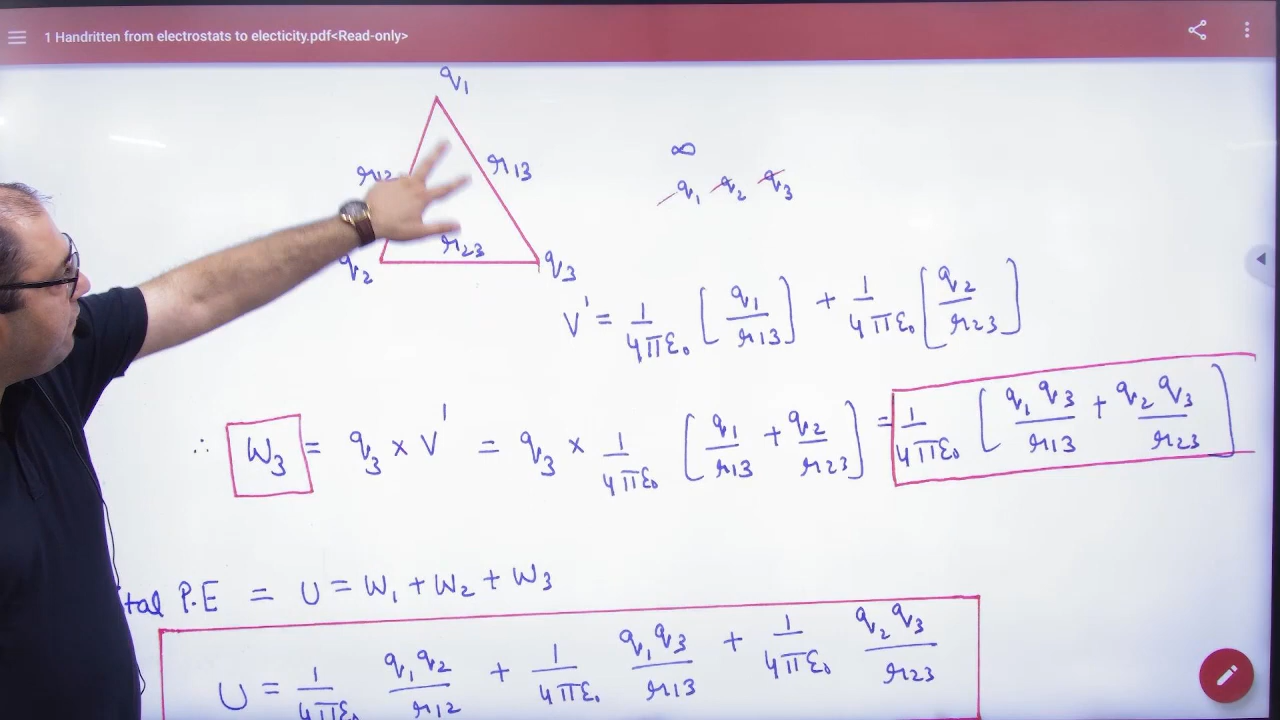 1 Handritten from electrostats to electicity.pdf<Read-only>
q₁
r₁₂ r₁₃
∞
q₁ q₂ q₃
r₂₃
q₂ q₃
V' = 1/4πε₀ [q₁/r₁₃] + 1/4πε₀ [q₂/r₂₃]
∴ W₃ = q₃ × V' = q₃ × 1/4πε₀ [q₁/r₁₃ + q₂/r₂₃] = 1/4πε₀ [q₁q₃/r₁₃ + q₂q₃/r₂₃]
P.E = U = W₁ + W₂ + W₃
U = 1/4πε₀ q₁q₂/r₁₂ + 1/4πε₀ q₁q₃/r₁₃ + 1/4πε₀ q₂q₃/r₂₃